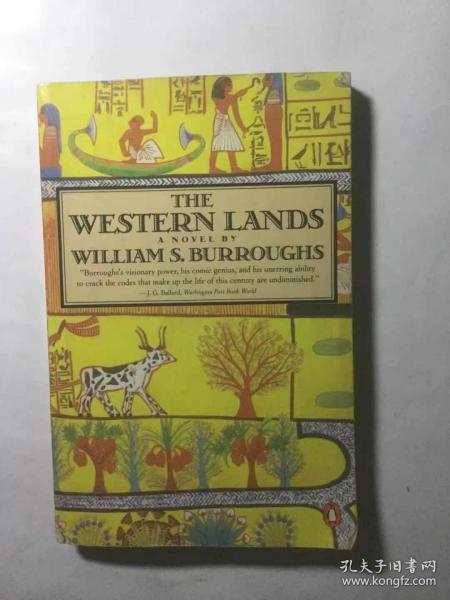 THE
WESTERN LANDS
A NOVEL BY
WILLIAM S. BURROUGHS
"Burroughs's visionary power, his comic genius, and his unerring ability
to crack the codes that make up the life of this century are undiminished."
—J. G. Ballard, Washington Post Book World
孔夫子旧书网
www.kongfz.com